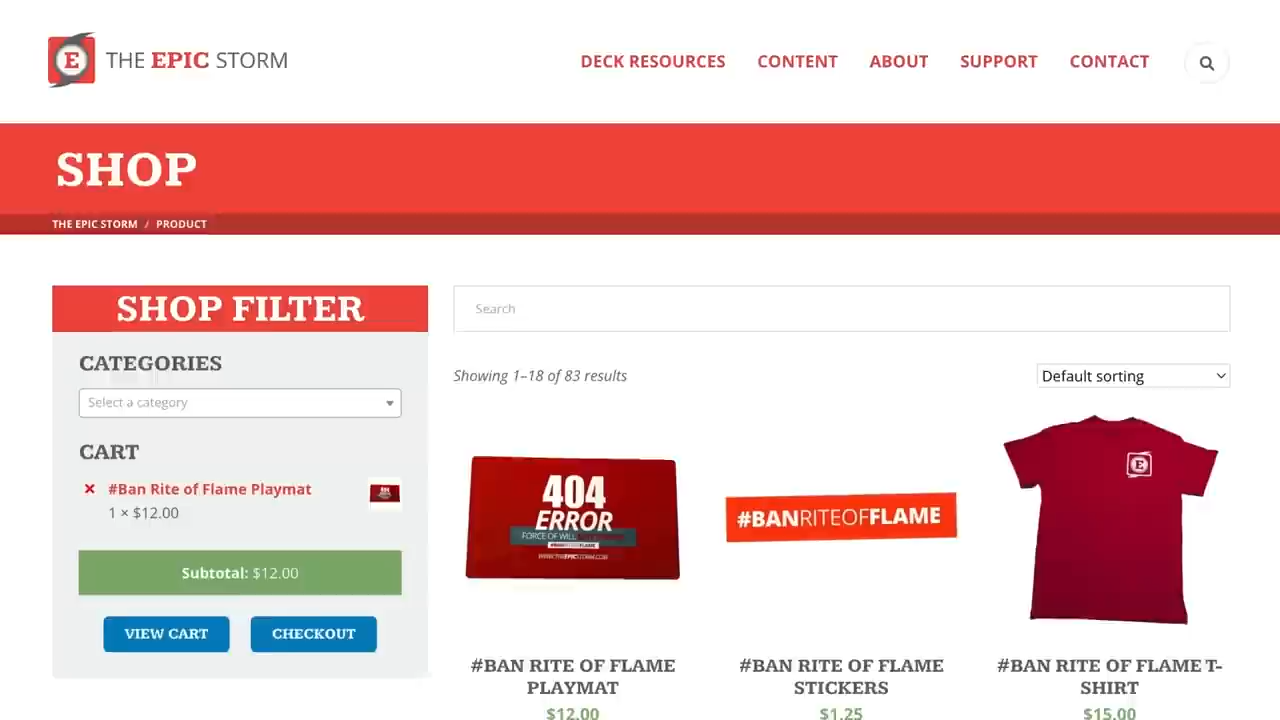 E THE EPIC STORM
DECK RESOURCES CONTENT ABOUT SUPPORT CONTACT
SHOP
THE EPIC STORM / PRODUCT
SHOP FILTER
CATEGORIES
Select a category
CART
× #Ban Rite of Flame Playmat
1 × $12.00
Subtotal: $12.00
VIEW CART CHECKOUT
Search
Showing 1–18 of 83 results
Default sorting
404
ERROR
FORCE OF WILL
#BANRITEOFFLAME
WWW.THEEPICSTORM.COM
#BAN RITE OF FLAME
PLAYMAT
$12.00
#BANRITEOFFLAME
#BAN RITE OF FLAME
STICKERS
$1.25
E
#BAN RITE OF FLAME T-
SHIRT
$15.00